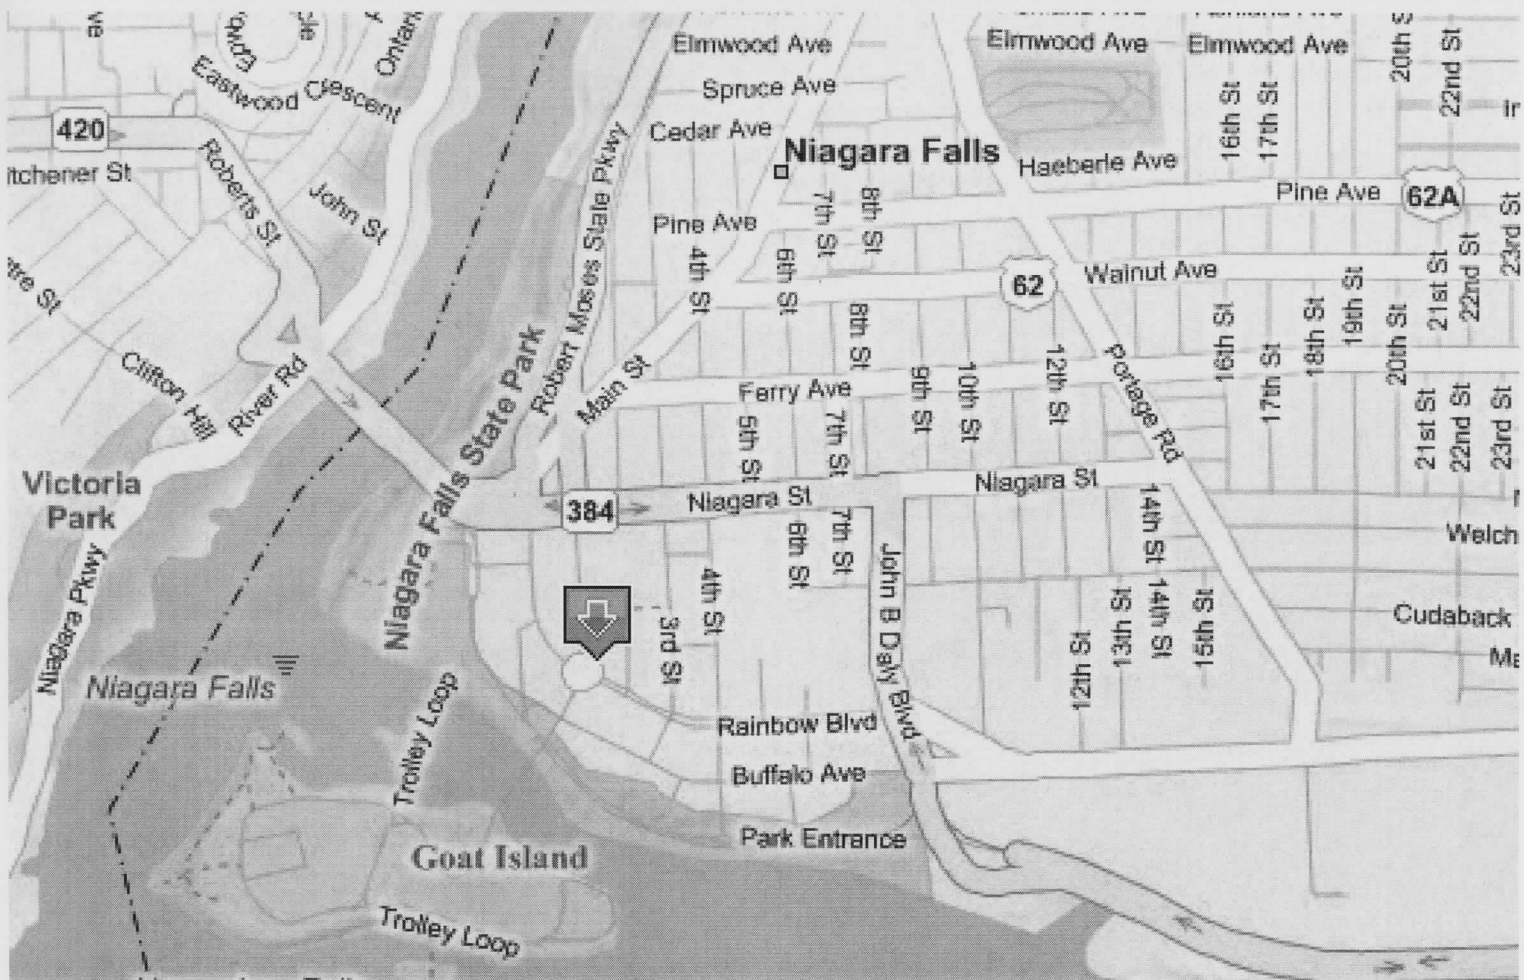 Elmwood Ave
Elmwood Ave
Elmwood Ave
20th S
22nd St
Eastwood Crescent
Ontari
Spruce Ave
420
Cedar Ave
Niagara Falls
16th St
17th St
Haeberle Ave
itchener St
Roberts St
John St
Robert Moses State Pkwy
Pine Ave
7th St
8th St
Pine Ave
62A
23rd St
tre St
4th St
6th St
62
Walnut Ave
21st St
22nd St
8th St
16th St
18th St
19th St
20th St
Clifton Hill
River Rd
Niagara Falls State Park
Main St
Ferry Ave
9th St
10th St
12th St
Portage Rd
17th St
21st St
22nd St
23rd St
5th St
7th St
Victoria
Park
384
Niagara St
Niagara St
14th St
Welch
6th St
7th St
John B Daly Blvd
Niagara Pkwy
4th St
3rd St
12th St
13th St
14th St
15th St
Cudaback
Ma
Niagara Falls
Trolley Loop
Rainbow Blvd
Buffalo Ave
Park Entrance
Goat Island
Trolley Loop